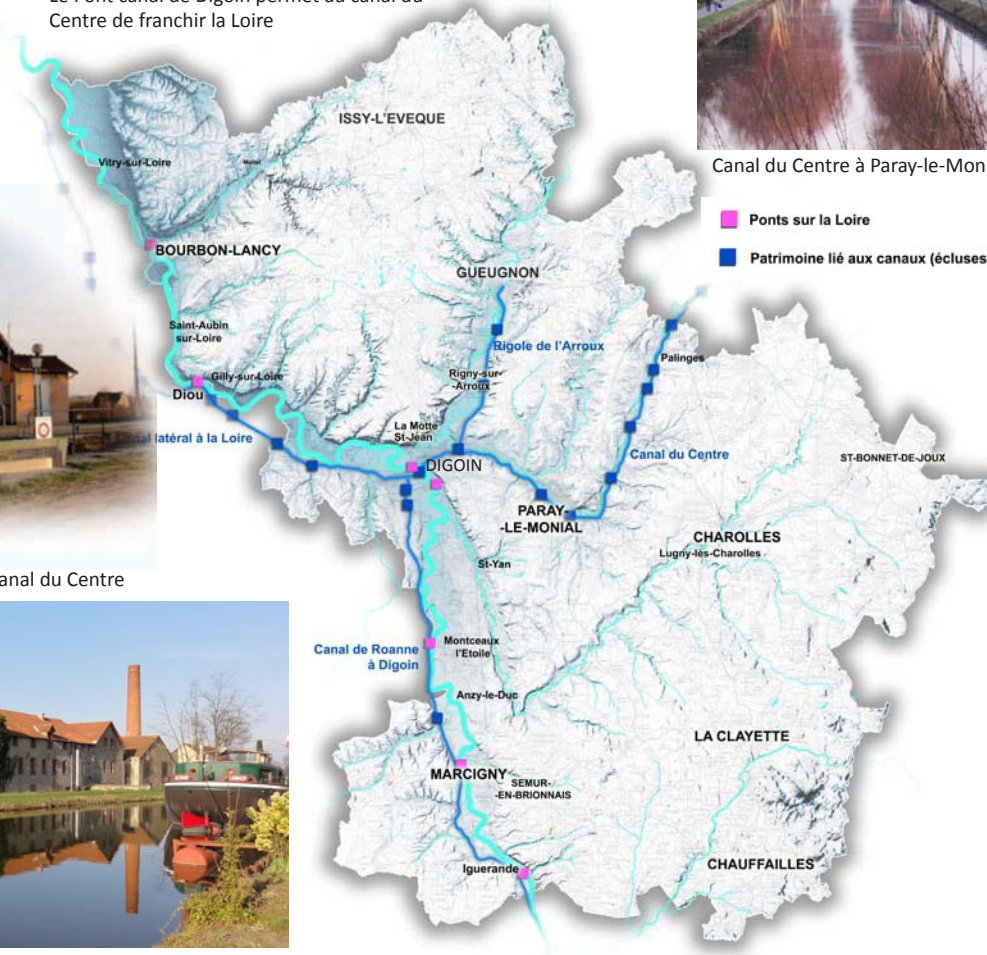 Le Pont canal de Digoin permet au canal du
Centre de franchir la Loire
Canal du Centre à Paray-le-Mon
Ponts sur la Loire
Patrimoine lié aux canaux (écluses
ISSY-L'EVEQUE
Vitry-sur-Loire
BOURBON-LANCY
GUEUGNON
Saint-Aubin
sur-Loire
Rigole de l'Arroux
Palinges
Gilly-sur-Loire
Rigny-sur-
-Arroux
Diou
La Motte
St-Jean
latéral à la Loire
DIGOIN
Canal du Centre
ST-BONNET-DE-JOUX
PARAY-
-LE-MONIAL
CHAROLLES
Lugny-lès-Charolles
St-Yan
anal du Centre
Canal de Roanne
à Digoin
Montceaux
l'Etoile
Anzy-le-Duc
LA CLAYETTE
MARCIGNY
SEMUR-
-EN-BRIONNAIS
Iguerande
CHAUFFAILLES